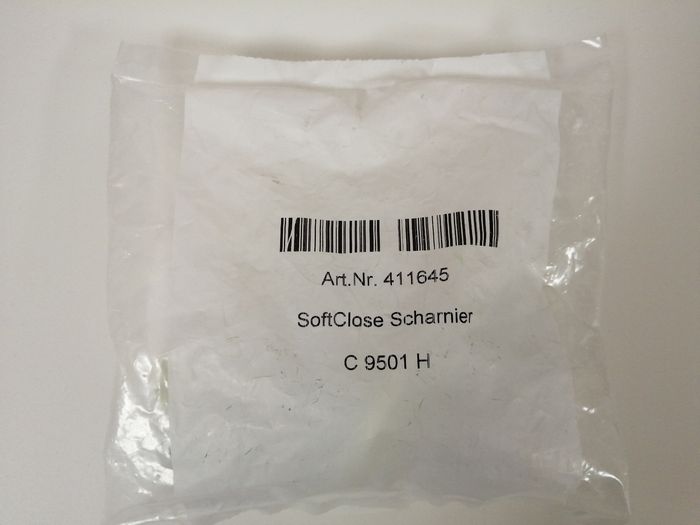 Art.Nr. 411645
SoftClose Scharnier
C 9501 H